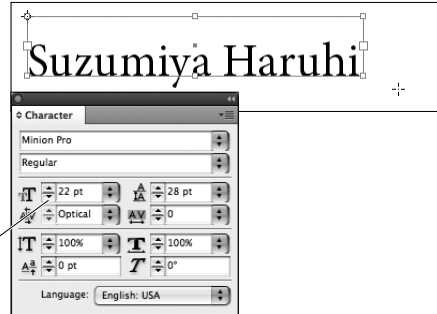 Suzumiya Haruhi
Character
Minion Pro
Regular
22 pt 28 pt
Optical 0
100% 100%
0 pt 0°
Language: English: USA